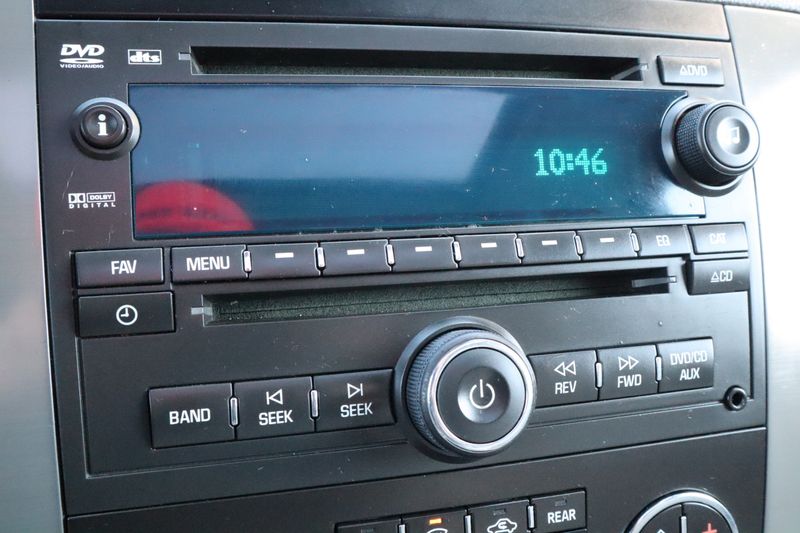 DVD
VIDEO/AUDIO
dts
DVD
i
10:46
DOLBY
DIGITAL
FAV
MENU
EQ
CAT
CD
BAND
SEEK
SEEK
REV
FWD
DVD/CD
AUX
REAR